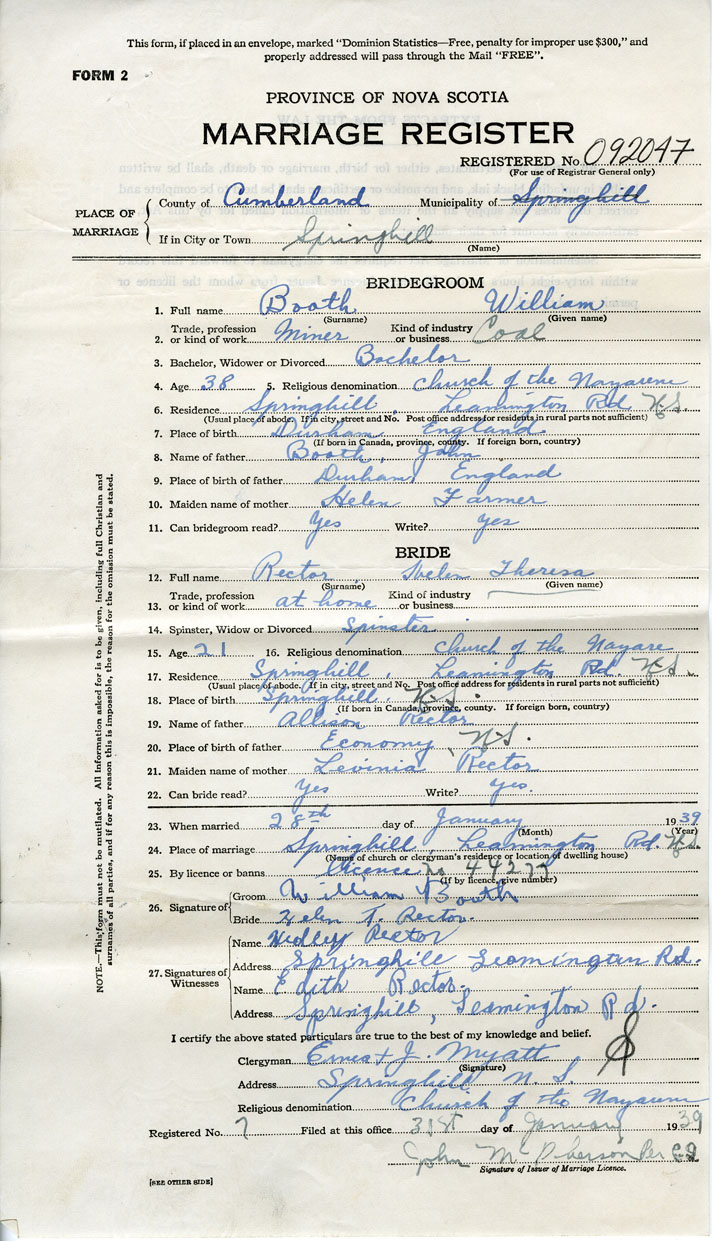 This form, if placed in an envelope, marked "Dominion Statistics—Free, penalty for improper use $300," and
properly addressed will pass through the Mail "FREE".
FORM 2
PROVINCE OF NOVA SCOTIA
MARRIAGE REGISTER
REGISTERED No. 092047
(For use of Registrar General only)
PLACE OF MARRIAGE
County of Cumberland Municipality of Springhill
If in City or Town Springhill
(Name)
BRIDEGROOM
1. Full name Booth William
(Surname) (Given name)
2. Trade, profession or kind of work Miner Kind of industry or business Coal
3. Bachelor, Widower or Divorced Bachelor
4. Age 38 5. Religious denomination Church of the Nazarene
6. Residence Springhill, Leamington Rd N.S.
(Usual place of abode. If in city, street and No. Post office address for residents in rural parts not sufficient)
7. Place of birth Durham England.
(If born in Canada, province, county. If foreign born, country)
8. Name of father Booth, John
9. Place of birth of father Durham England
10. Maiden name of mother Helen Farmer
11. Can bridegroom read? Yes Write? yes
BRIDE
12. Full name Rector Helen Theresa
(Surname) (Given name)
13. Trade, profession or kind of work at home Kind of industry or business
14. Spinster, Widow or Divorced Spinster
15. Age 21 16. Religious denomination Church of the Nazare
17. Residence Springhill, Leamington Rd. N.S.
(Usual place of abode. If in city, street and No. Post office address for residents in rural parts not sufficient)
18. Place of birth Springhill, N.S.
(If born in Canada, province, county. If foreign born, country)
19. Name of father Allison Rector
20. Place of birth of father Economy, N.S.
21. Maiden name of mother Levinia Rector
22. Can bride read? Yes Write? yes.
23. When married 28th day of January 1939
(Month) (Year)
24. Place of marriage Springhill, Leamington Rd. N.S.
(Name of church or clergyman's residence or location of dwelling house)
25. By licence or banns Licence no 44277
(If by licence, give number)
26. Signature of
Groom William Booth
Bride Helen T. Rector.
27. Signatures of Witnesses
Name Hidley Rector
Address Springhill Leamington Rd.
Name Edith Rector.
Address Springhill, Leamington Rd.
I certify the above stated particulars are true to the best of my knowledge and belief.
Clergyman Ernest J. Myatt
(Signature)
Address Springhill N.S.
Religious denomination Church of the Nazarene
Registered No. 7 Filed at this office 31st day of January 1939
John McPherson Per
Signature of Issuer of Marriage Licence.
[SEE OTHER SIDE]
NOTE.—This form must not be mutilated. All information asked for is to be given, including full Christian and
surnames of all parties, and if for any reason this is impossible, the reason for the omission must be stated.